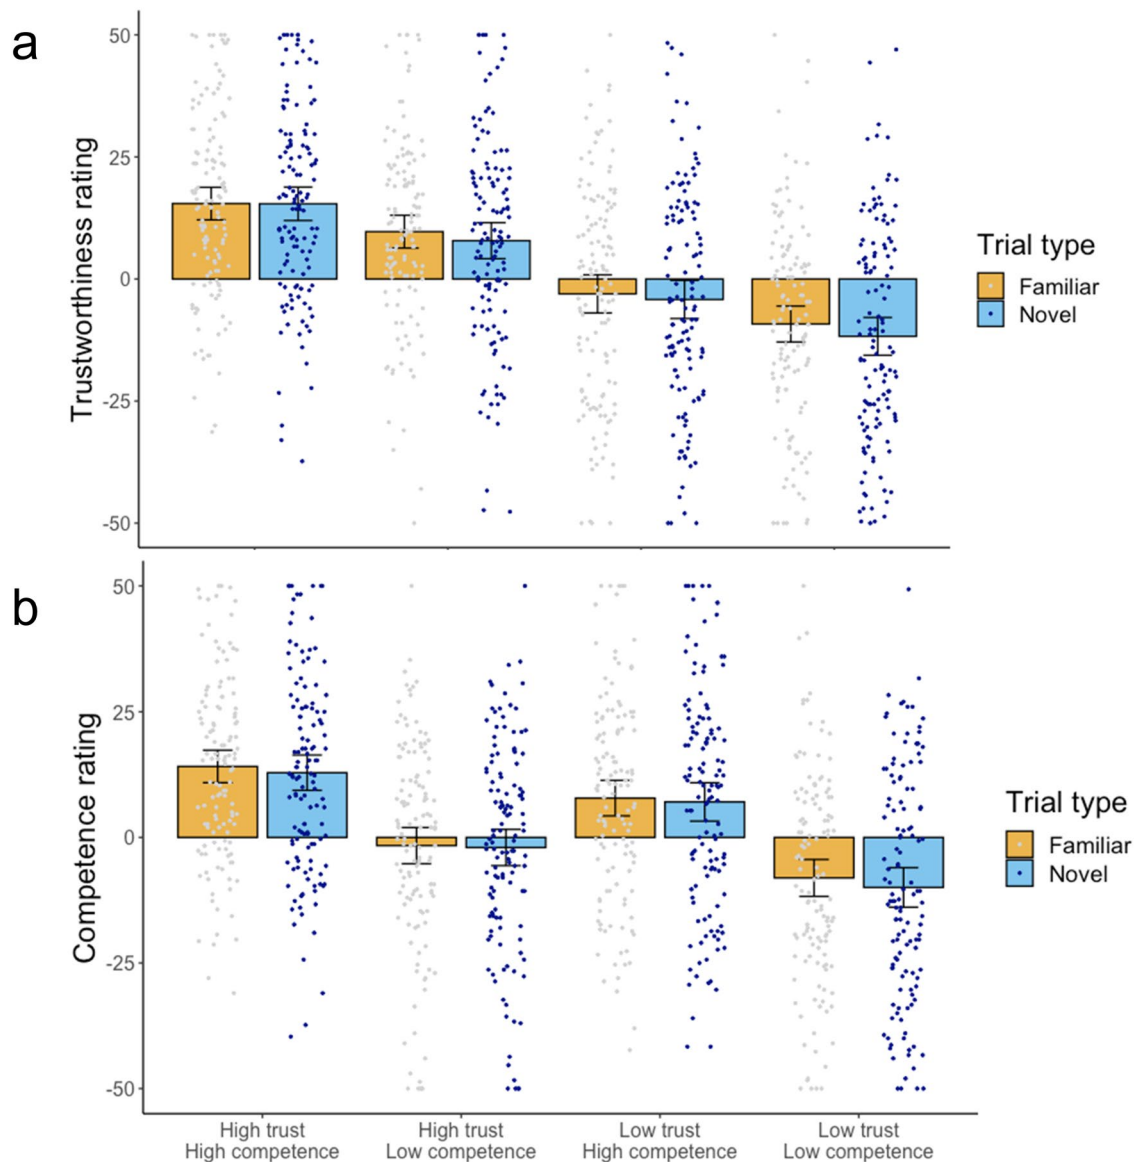 a
Trustworthiness rating
50
25
0
-25
-50
Trial type
Familiar
Novel
b
Competence rating
50
25
0
-25
-50
Trial type
Familiar
Novel
High trust
High competence
High trust
Low competence
Low trust
High competence
Low trust
Low competence